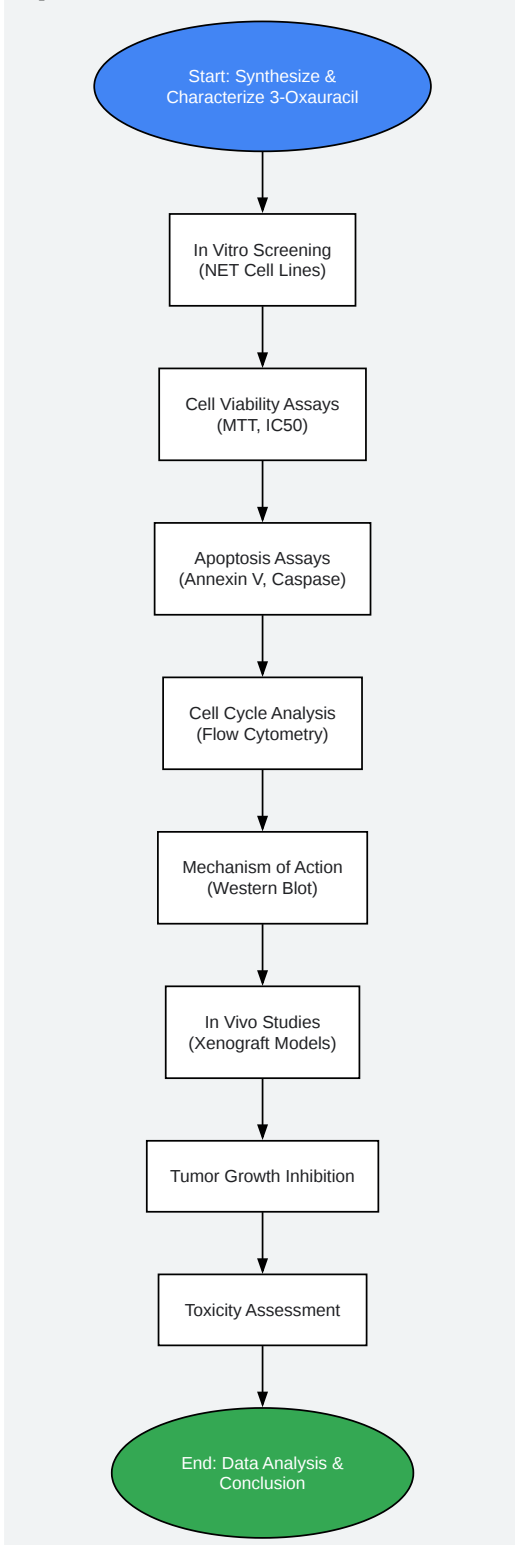 Start: Synthesize &
Characterize 3-Oxauracil
In Vitro Screening
(NET Cell Lines)
Cell Viability Assays
(MTT, IC50)
Apoptosis Assays
(Annexin V, Caspase)
Cell Cycle Analysis
(Flow Cytometry)
Mechanism of Action
(Western Blot)
In Vivo Studies
(Xenograft Models)
Tumor Growth Inhibition
Toxicity Assessment
End: Data Analysis &
Conclusion